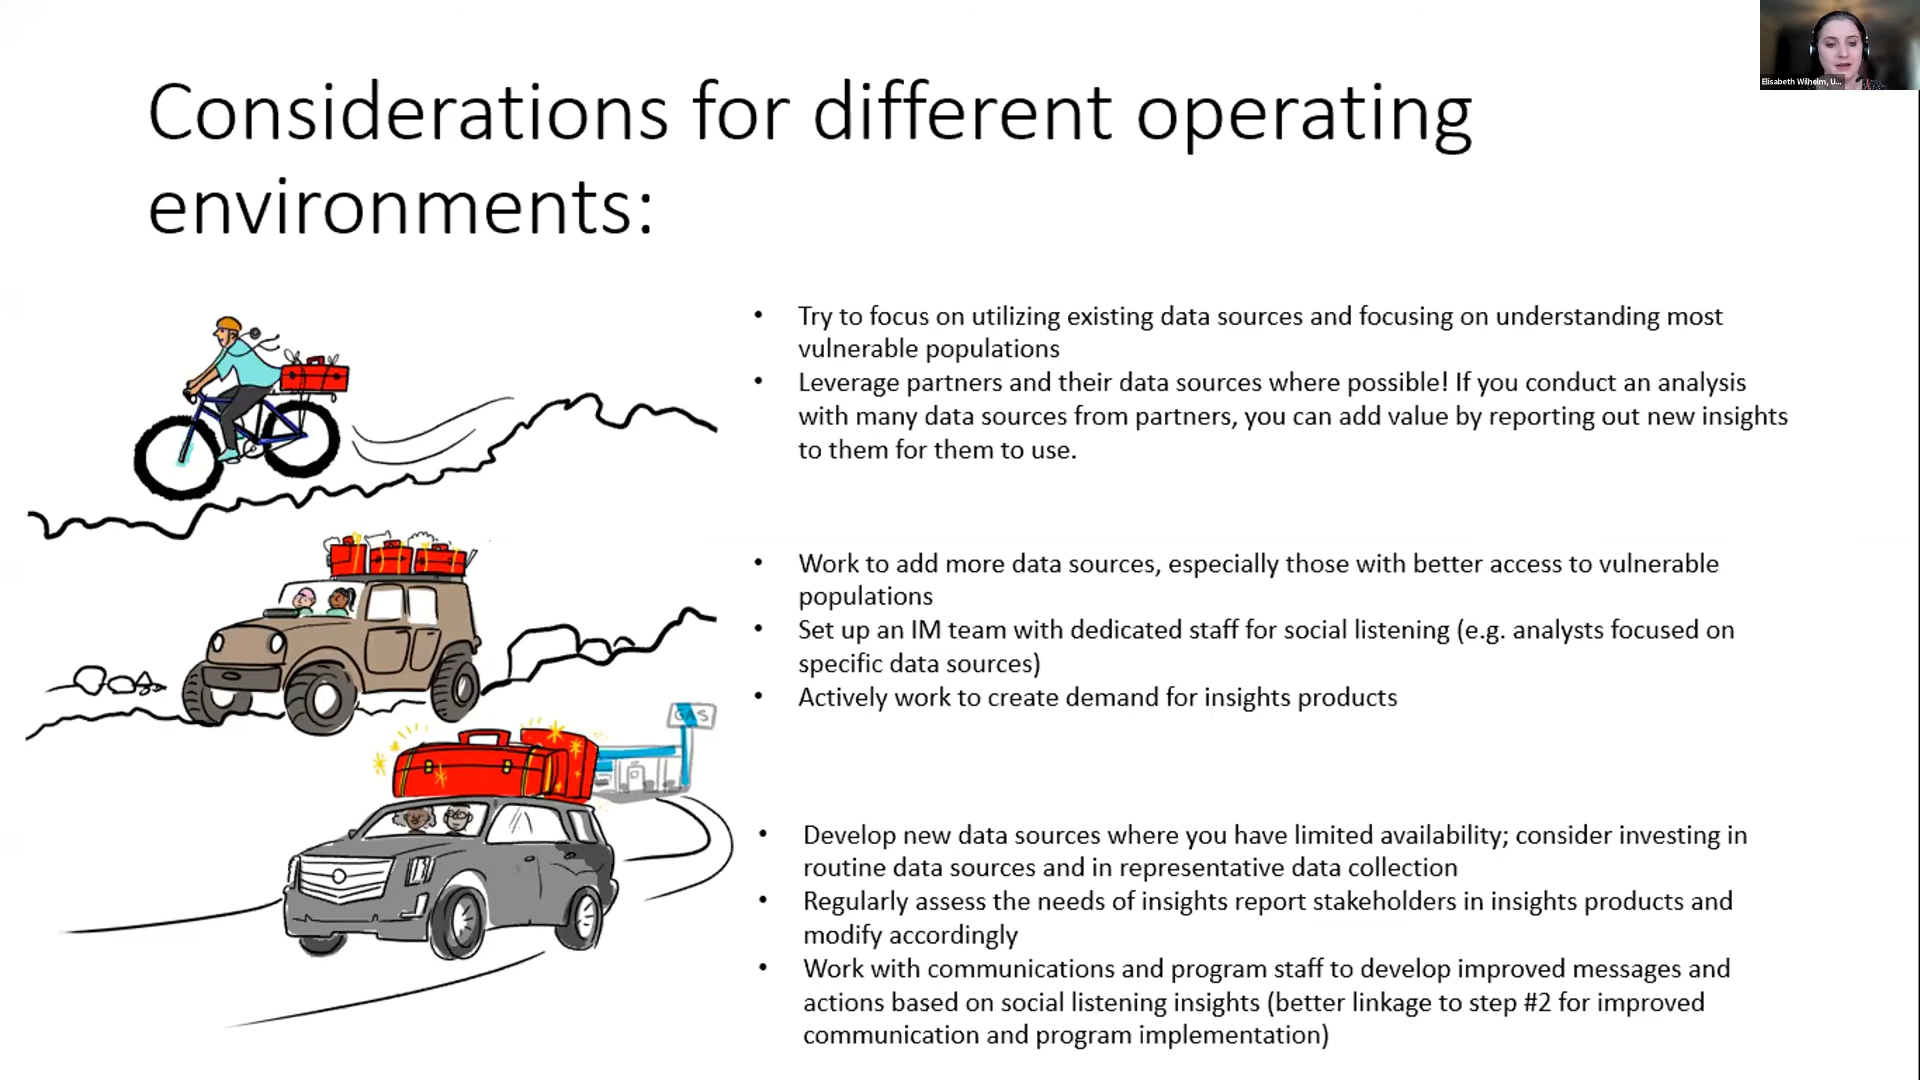 Elisabeth Wilhelm, U...
Considerations for different operating
environments:
• Try to focus on utilizing existing data sources and focusing on understanding most
vulnerable populations
• Leverage partners and their data sources where possible! If you conduct an analysis
with many data sources from partners, you can add value by reporting out new insights
to them for them to use.
• Work to add more data sources, especially those with better access to vulnerable
populations
• Set up an IM team with dedicated staff for social listening (e.g. analysts focused on
specific data sources)
• Actively work to create demand for insights products
GAS
• Develop new data sources where you have limited availability; consider investing in
routine data sources and in representative data collection
• Regularly assess the needs of insights report stakeholders in insights products and
modify accordingly
• Work with communications and program staff to develop improved messages and
actions based on social listening insights (better linkage to step #2 for improved
communication and program implementation)